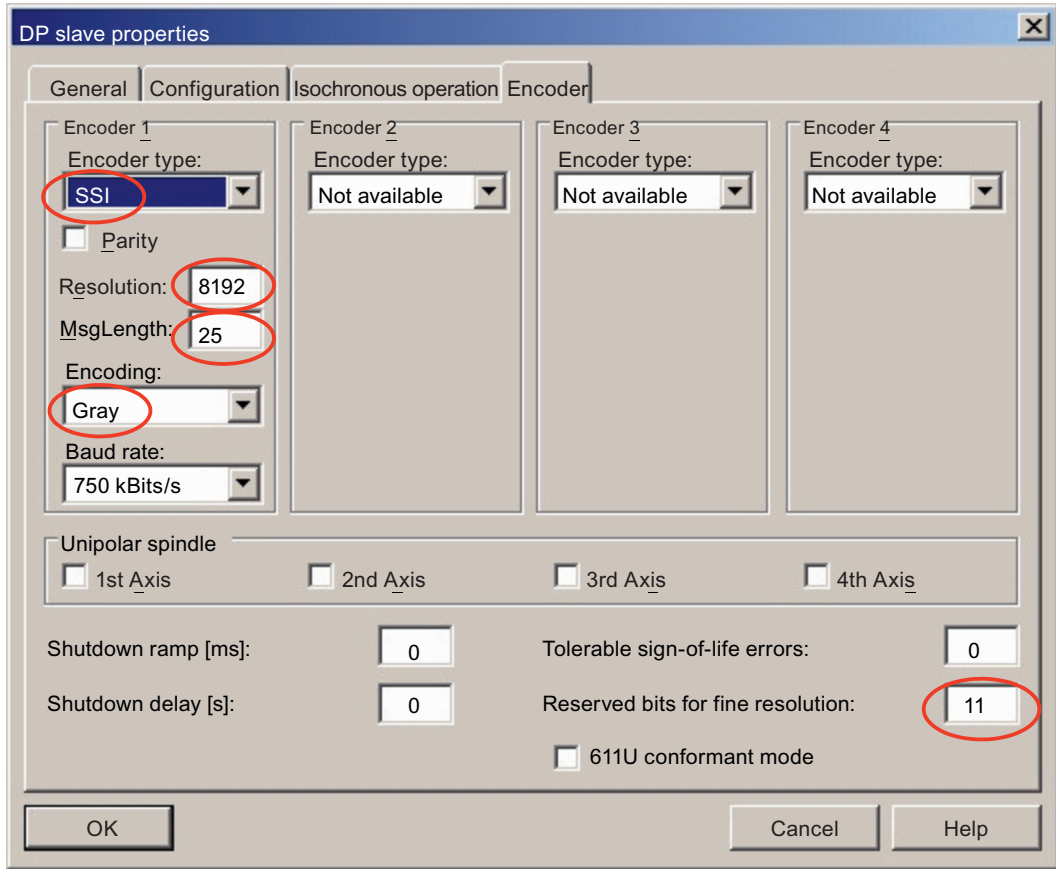 DP slave properties
General Configuration Isochronous operation Encoder
Encoder 1 Encoder 2 Encoder 3 Encoder 4
Encoder type: Encoder type: Encoder type: Encoder type:
SSI Not available Not available Not available
Parity
Resolution: 8192
MsgLength: 25
Encoding:
Gray
Baud rate:
750 kBits/s
Unipolar spindle
1st Axis 2nd Axis 3rd Axis 4th Axis
Shutdown ramp [ms]: 0 Tolerable sign-of-life errors: 0
Shutdown delay [s]: 0 Reserved bits for fine resolution: 11
611U conformant mode
OK Cancel Help